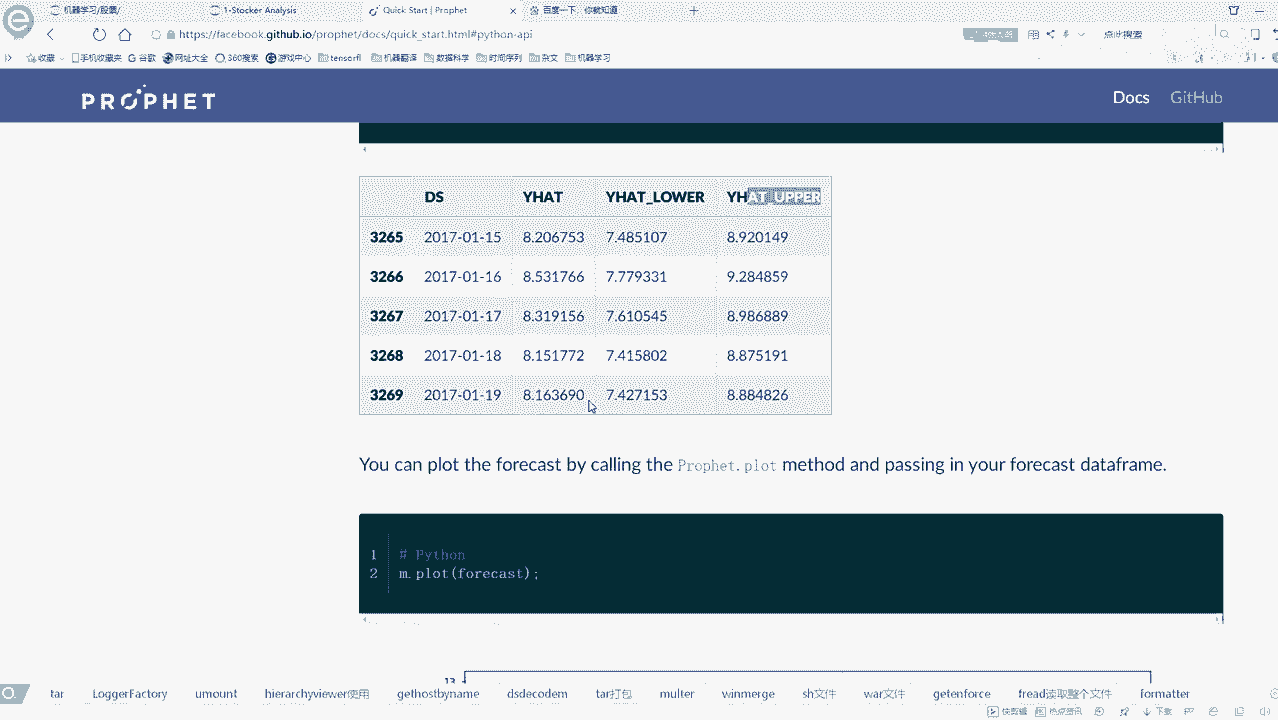 机器学习/股票/
1-Stocker Analysis
Quick Start | Prophet
百度一下,你就知道
https://facebook.github.io/prophet/docs/quick_start.html#python-api
点此搜索
收藏 手机收藏夹 谷歌 网址大全 360搜索 游戏中心 tensorfl 机器翻译 数据科学 时间序列 杂文 机器学习
PROPHET
Docs GitHub
DS YHAT YHAT_LOWER YHAT_UPPER
3265 2017-01-15 8.206753 7.485107 8.920149
3266 2017-01-16 8.531766 7.779331 9.284859
3267 2017-01-17 8.319156 7.610545 8.986889
3268 2017-01-18 8.151772 7.415802 8.875191
3269 2017-01-19 8.163690 7.427153 8.884826
You can plot the forecast by calling the Prophet.plot method and passing in your forecast dataframe.
1 # Python
2 m.plot(forecast);
13
tar LoggerFactory umount hierarchyviewer使用 gethostbyname dsdecodem tar打包 multer winmerge sh文件 war文件 getenforce fread读取整个文件 formatter
快剪辑 热点资讯 下载